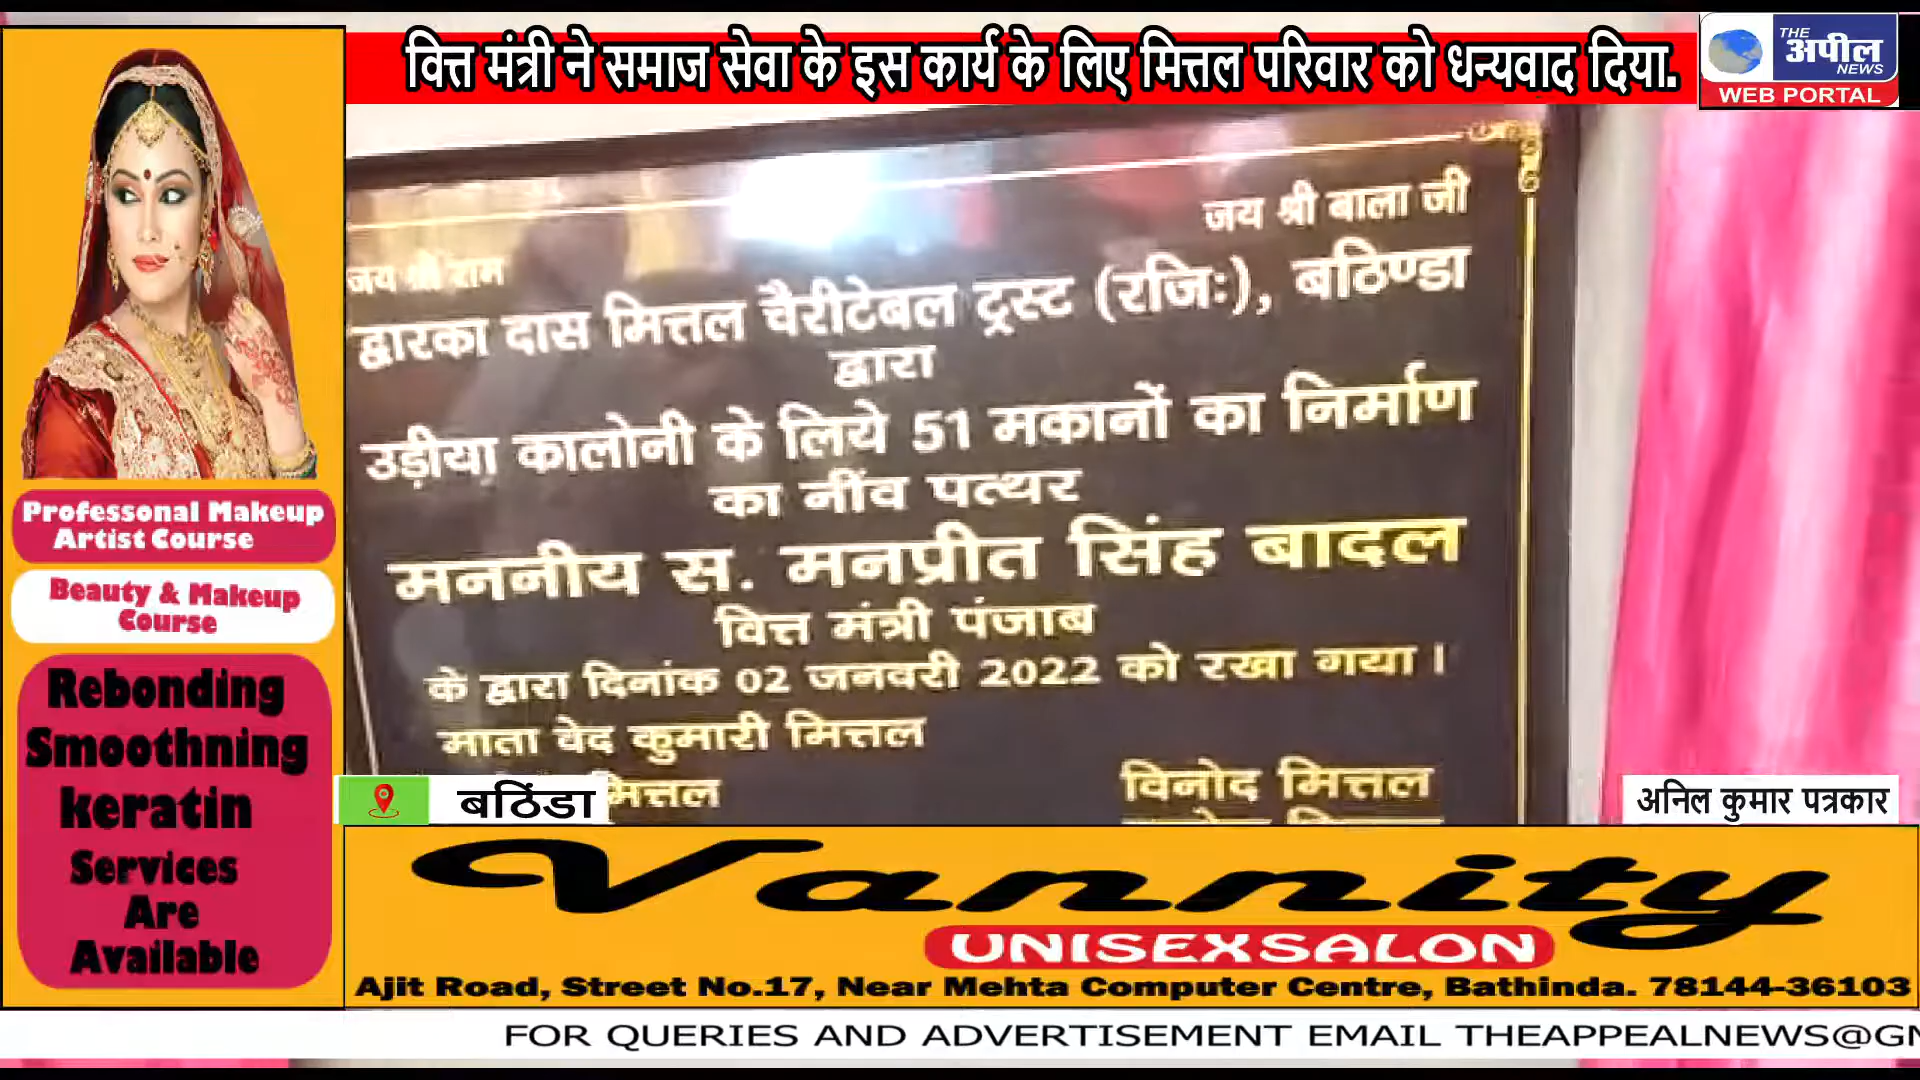 वित्त मंत्री ने समाज सेवा के इस कार्य के लिए मित्तल परिवार को धन्यवाद दिया.
THE
अपील
NEWS
WEB PORTAL
जय श्री राम
जय श्री बाला जी
द्वारका दास मित्तल चैरीटेबल ट्रस्ट (रजिः), बठिण्डा
द्वारा
उड़ीया कालोनी के लिये 51 मकानों का निर्माण
का नींव पत्थर
मननीय स. मनप्रीत सिंह बादल
वित्त मंत्री पंजाब
के द्वारा दिनांक 02 जनवरी 2022 को रखा गया ।
माता वेद कुमारी मित्तल
मित्तल
विनोद मित्तल
बठिंडा
अनिल कुमार पत्रकार
Professonal Makeup
Artist Course
Beauty & Makeup
Course
Rebonding
Smoothning
keratin
Services
Are
Available
Vannity
UNISEXSALON
Ajit Road, Street No.17, Near Mehta Computer Centre, Bathinda. 78144-36103
FOR QUERIES AND ADVERTISEMENT EMAIL THEAPPEALNEWS@GM